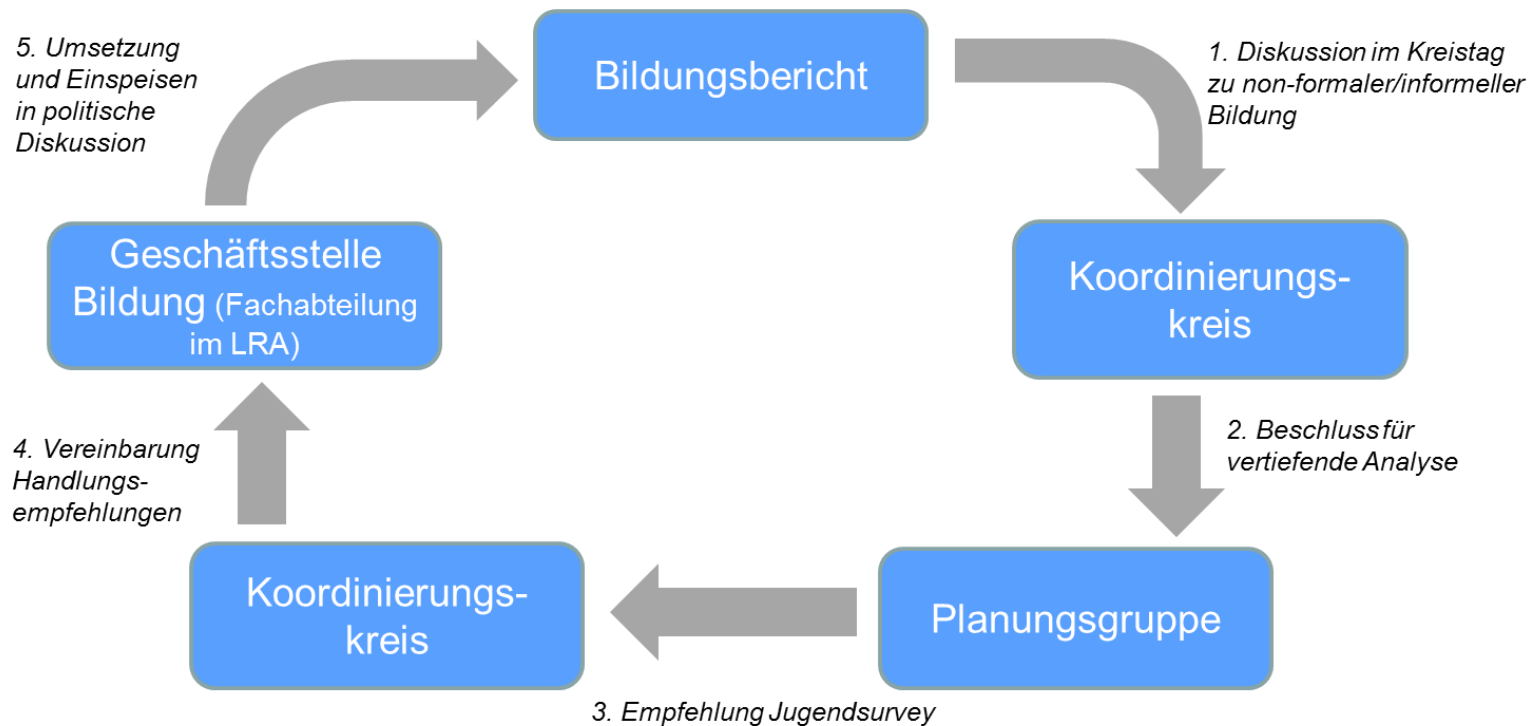 Bildungsbericht
1. Diskussion im Kreistag
zu non-formaler/informeller
Bildung
Koordinierungs-
kreis
2. Beschluss für
vertiefende Analyse
Planungsgruppe
3. Empfehlung Jugendsurvey
Koordinierungs-
kreis
4. Vereinbarung
Handlungs-
empfehlungen
Geschäftsstelle
Bildung (Fachabteilung
im LRA)
5. Umsetzung
und Einspeisen
in politische
Diskussion